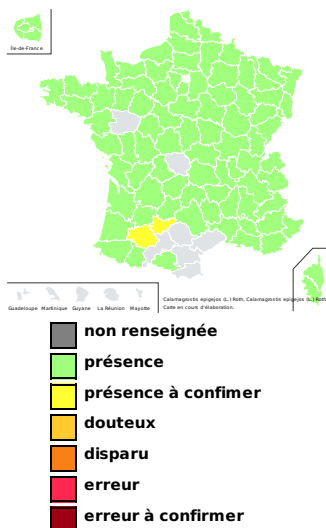 Île-de-France
Guadeloupe Martinique Guyane La Réunion Mayotte
Calamagrostis epigejos (L.) Roth, Calamagrostis epigejos (L.) Roth
Carte en cours d'élaboration.
non renseignée
présence
présence à confimer
douteux
disparu
erreur
erreur à confirmer